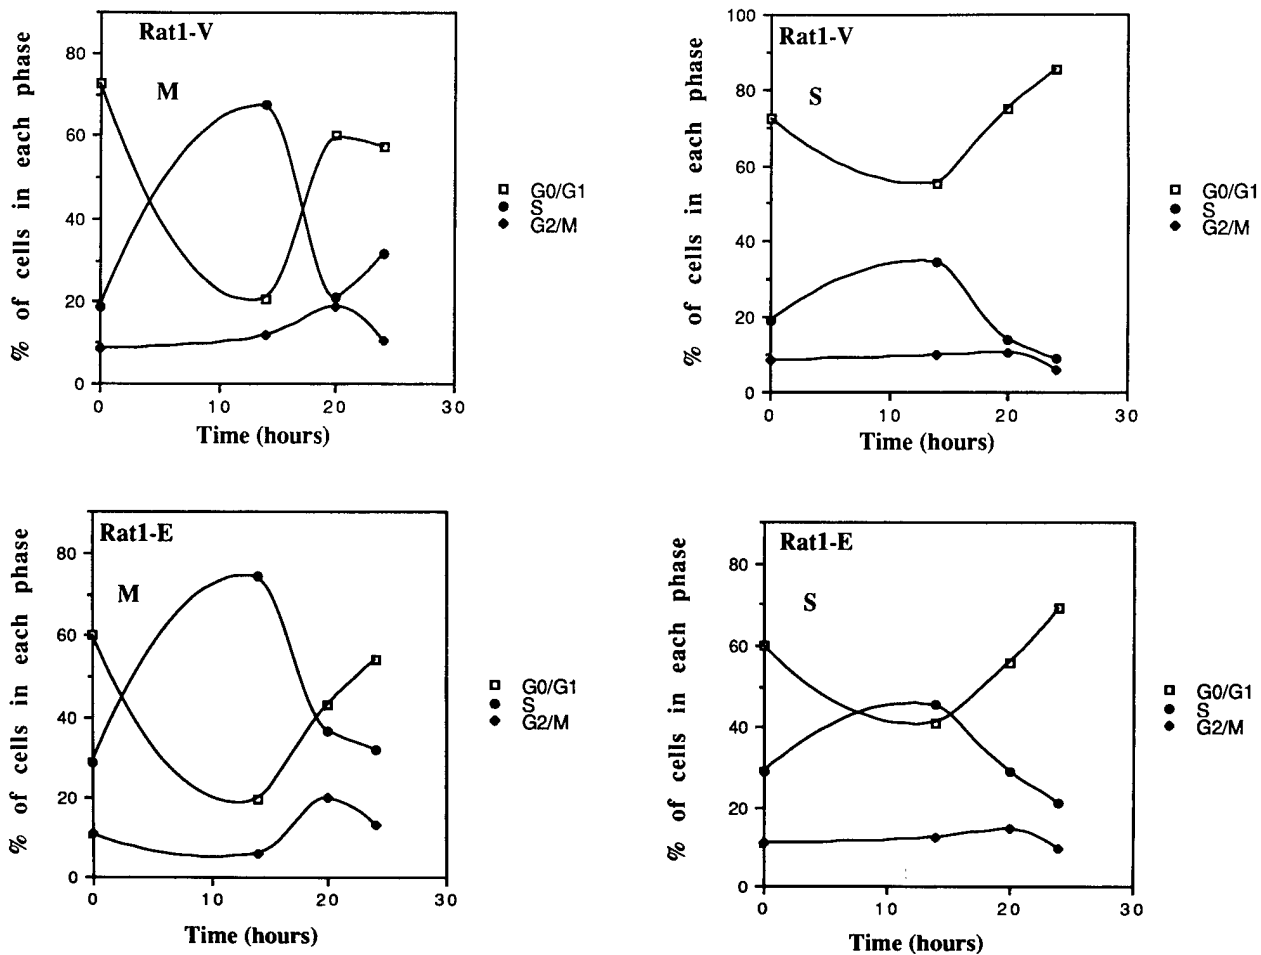 Rat1-V
M
% of cells in each phase
80
60
40
20
0
0 10 20 30
Time (hours)
G0/G1
S
G2/M
Rat1-V
S
% of cells in each phase
100
80
60
40
20
0
0 10 20 30
Time (hours)
G0/G1
S
G2/M
Rat1-E
M
% of cells in each phase
80
60
40
20
0
0 10 20 30
Time (hours)
G0/G1
S
G2/M
Rat1-E
S
% of cells in each phase
80
60
40
20
0
0 10 20 30
Time (hours)
G0/G1
S
G2/M